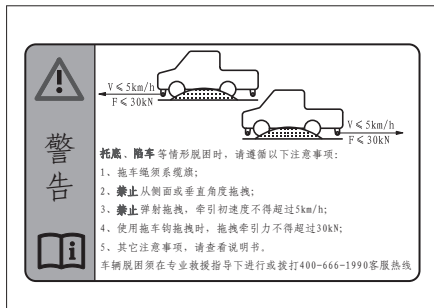 V≤5km/h
F≤30kN
V≤5km/h
F≤30kN
警告
托底、陷车等情形脱困时，请遵循以下注意事项：
1、拖车绳须系缆旗；
2、禁止从侧面或垂直角度拖拽；
3、禁止弹射拖拽，牵引初速度不得超过5km/h；
4、使用拖车钩拖拽时，拖拽牵引力不得超过30kN；
5、其它注意事项，请查看说明书。
车辆脱困须在专业救援指导下进行或拨打400-666-1990客服热线